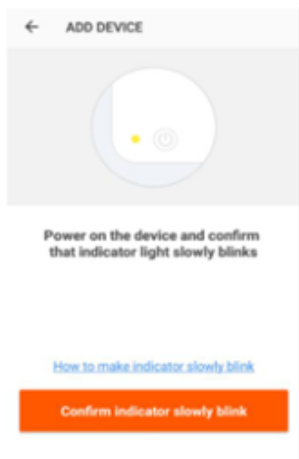 ADD DEVICE
Power on the device and confirm
that indicator light slowly blinks
How to make indicator slowly blink
Confirm indicator slowly blink